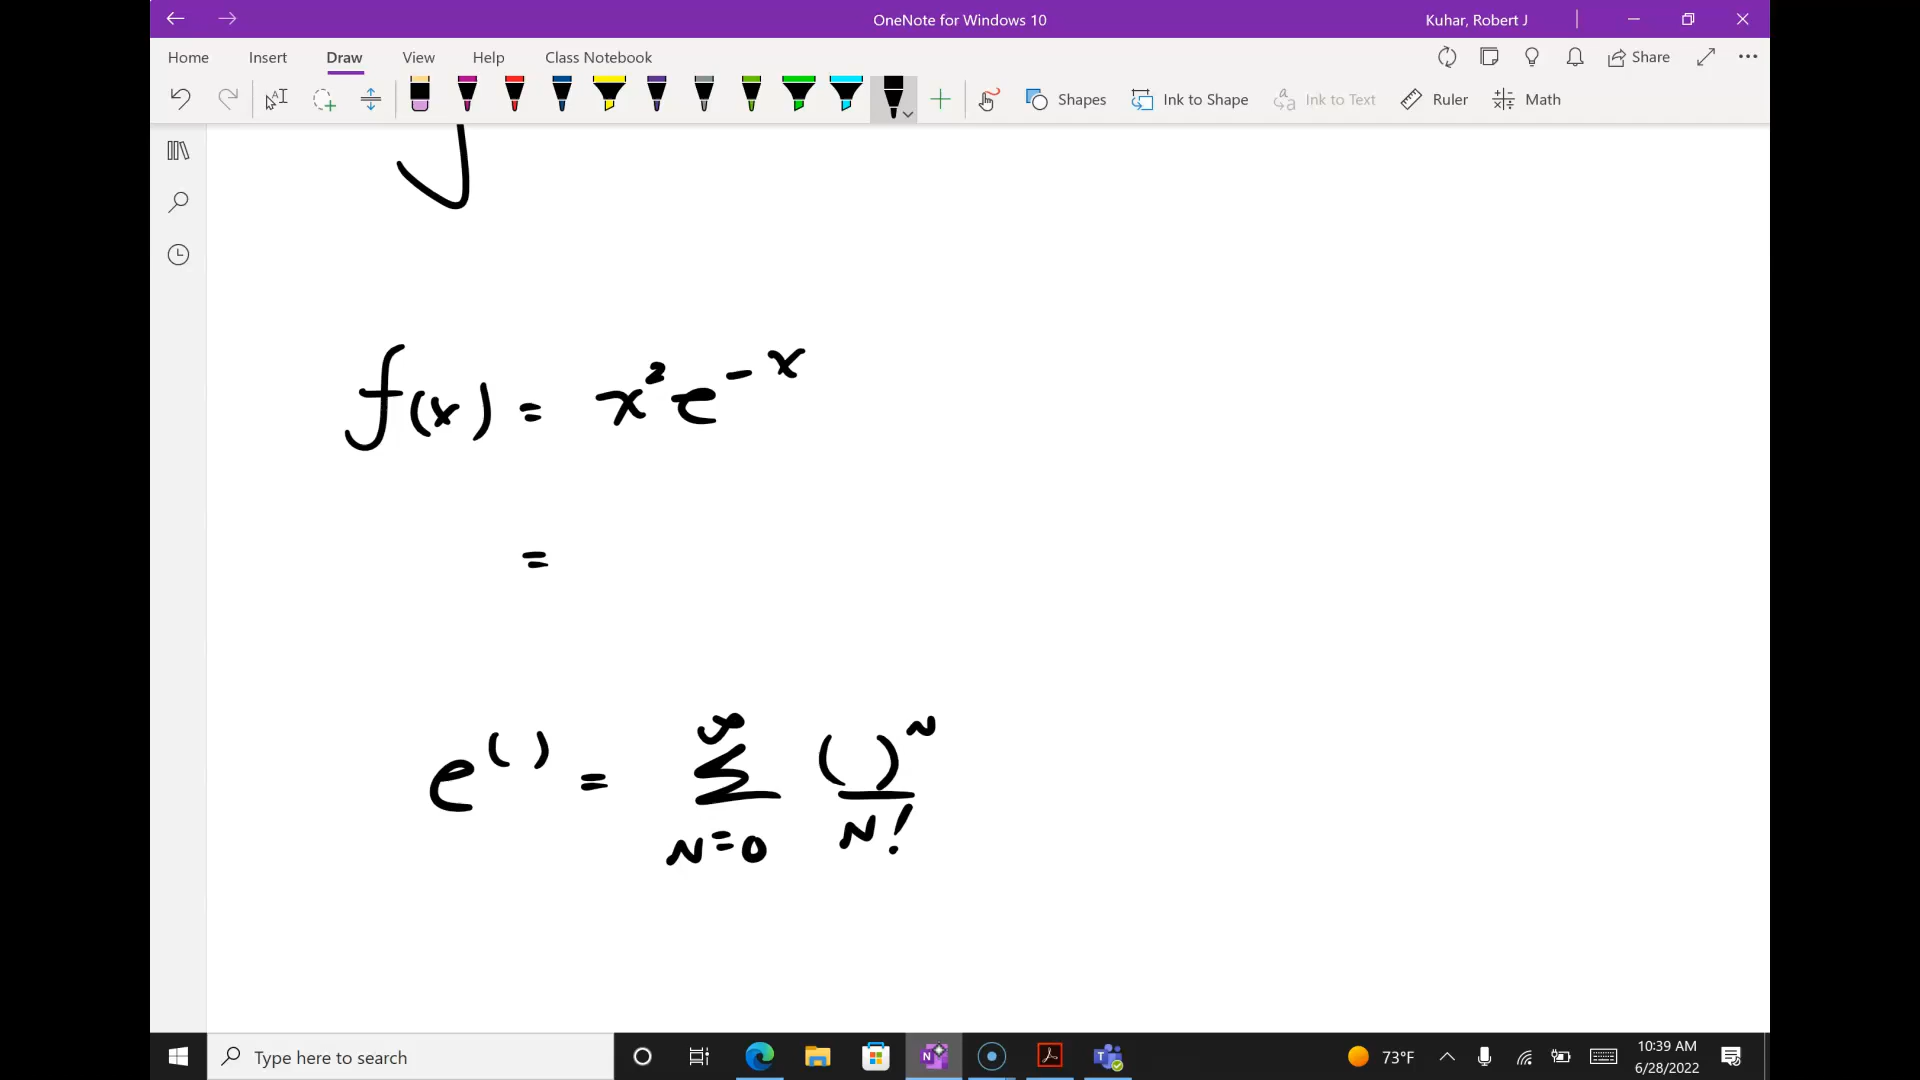 OneNote for Windows 10
Kuhar, Robert J
Home Insert Draw View Help Class Notebook
Share
Shapes Ink to Shape Ink to Text Ruler Math
f(x) = x²e^{-x}
=
e^{( )} = ∑_{n=0}^{∞} ( )^n / n!
Type here to search
73°F
10:39 AM
6/28/2022